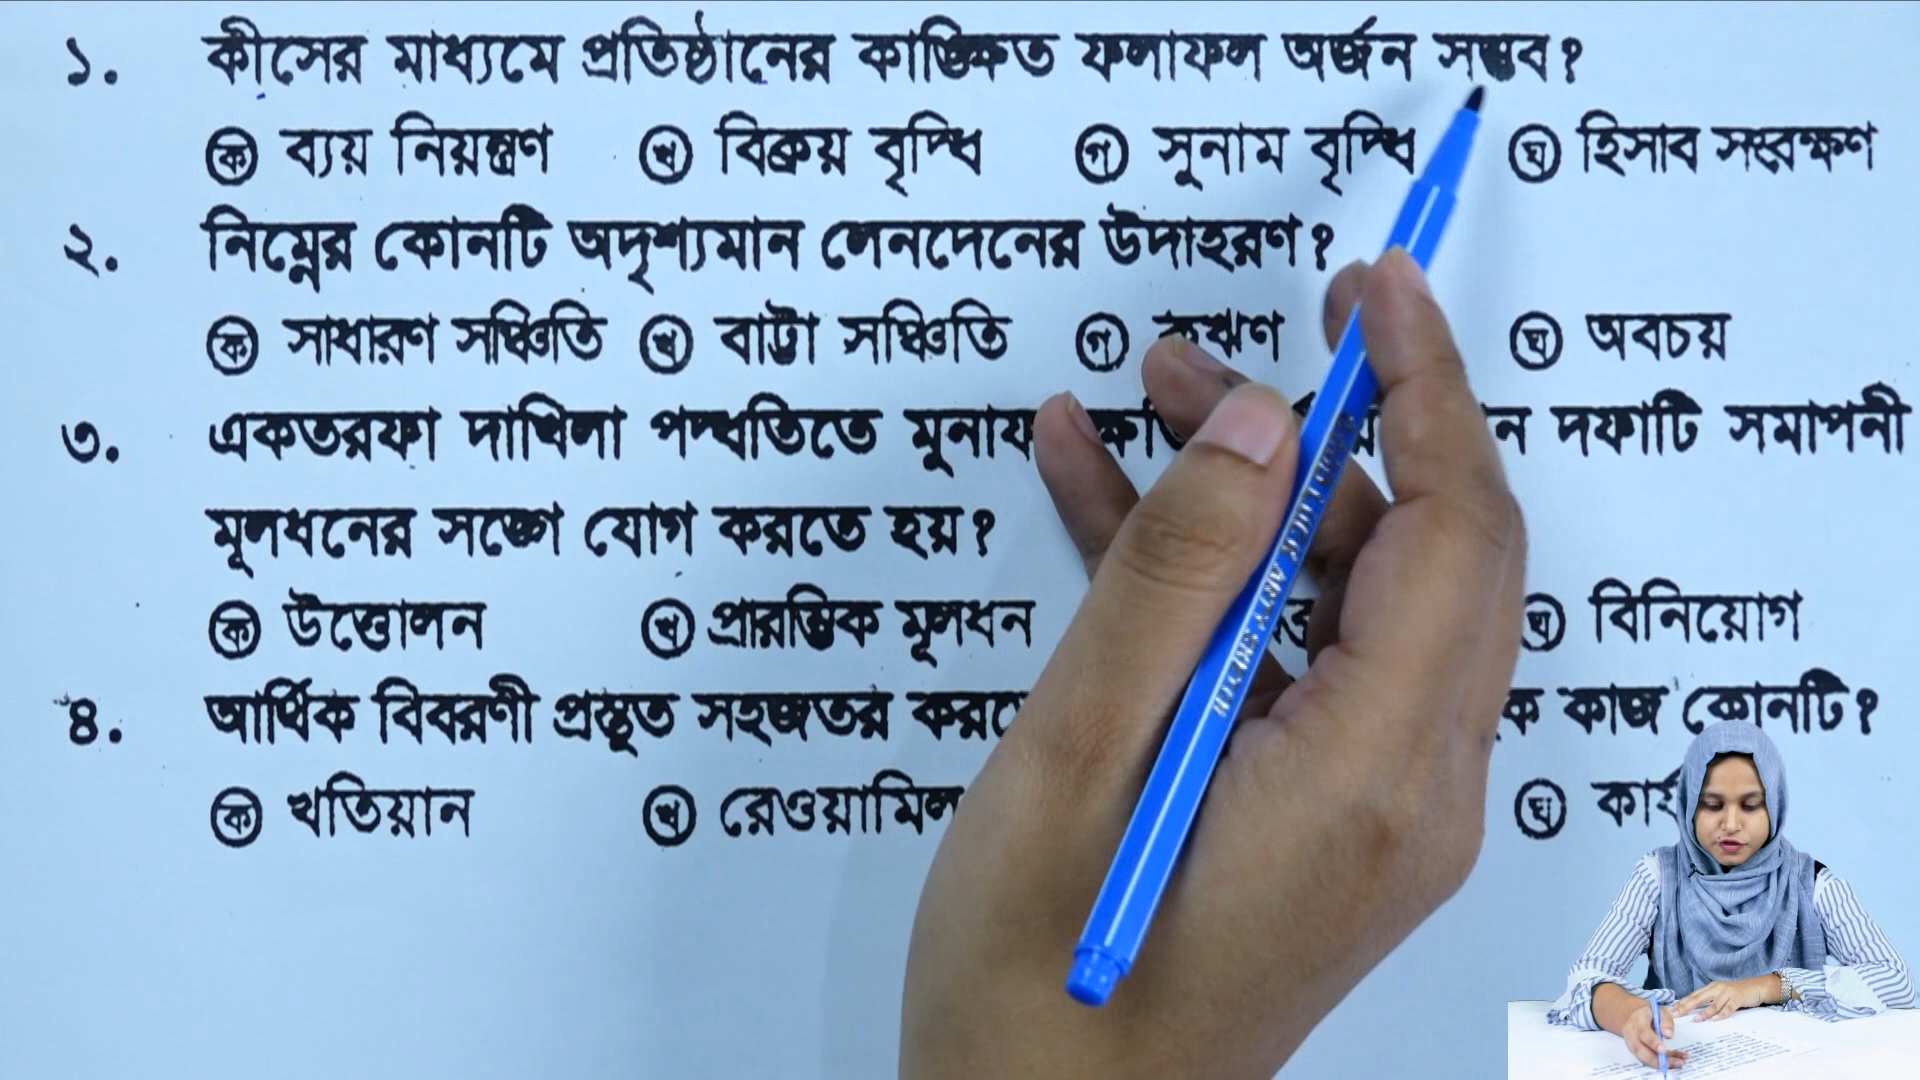 ১. কীসের মাধ্যমে প্রতিষ্ঠানের কাঙ্ক্ষিত ফলাফল অর্জন সম্ভব?
ক ব্যয় নিয়ন্ত্রণ খ বিক্রয় বৃদ্ধি গ সুনাম বৃদ্ধি ঘ হিসাব সংরক্ষণ
২. নিম্নের কোনটি অদৃশ্যমান লেনদেনের উদাহরণ?
ক সাধারণ সঞ্চিতি খ বাট্টা সঞ্চিতি গ কুঋণ ঘ অবচয়
৩. একতরফা দাখিলা পদ্ধতিতে দফাটি সমাপনী
মূলধনের সঙ্গে যোগ করতে হয়?
ক উত্তোলন খ প্রারম্ভিক মূলধন ঘ বিনিয়োগ
৪. আর্থিক বিবরণী প্রস্তুত সহজতর কাজ কোনটি?
ক খতিয়ান খ রেওয়ামিল ঘ